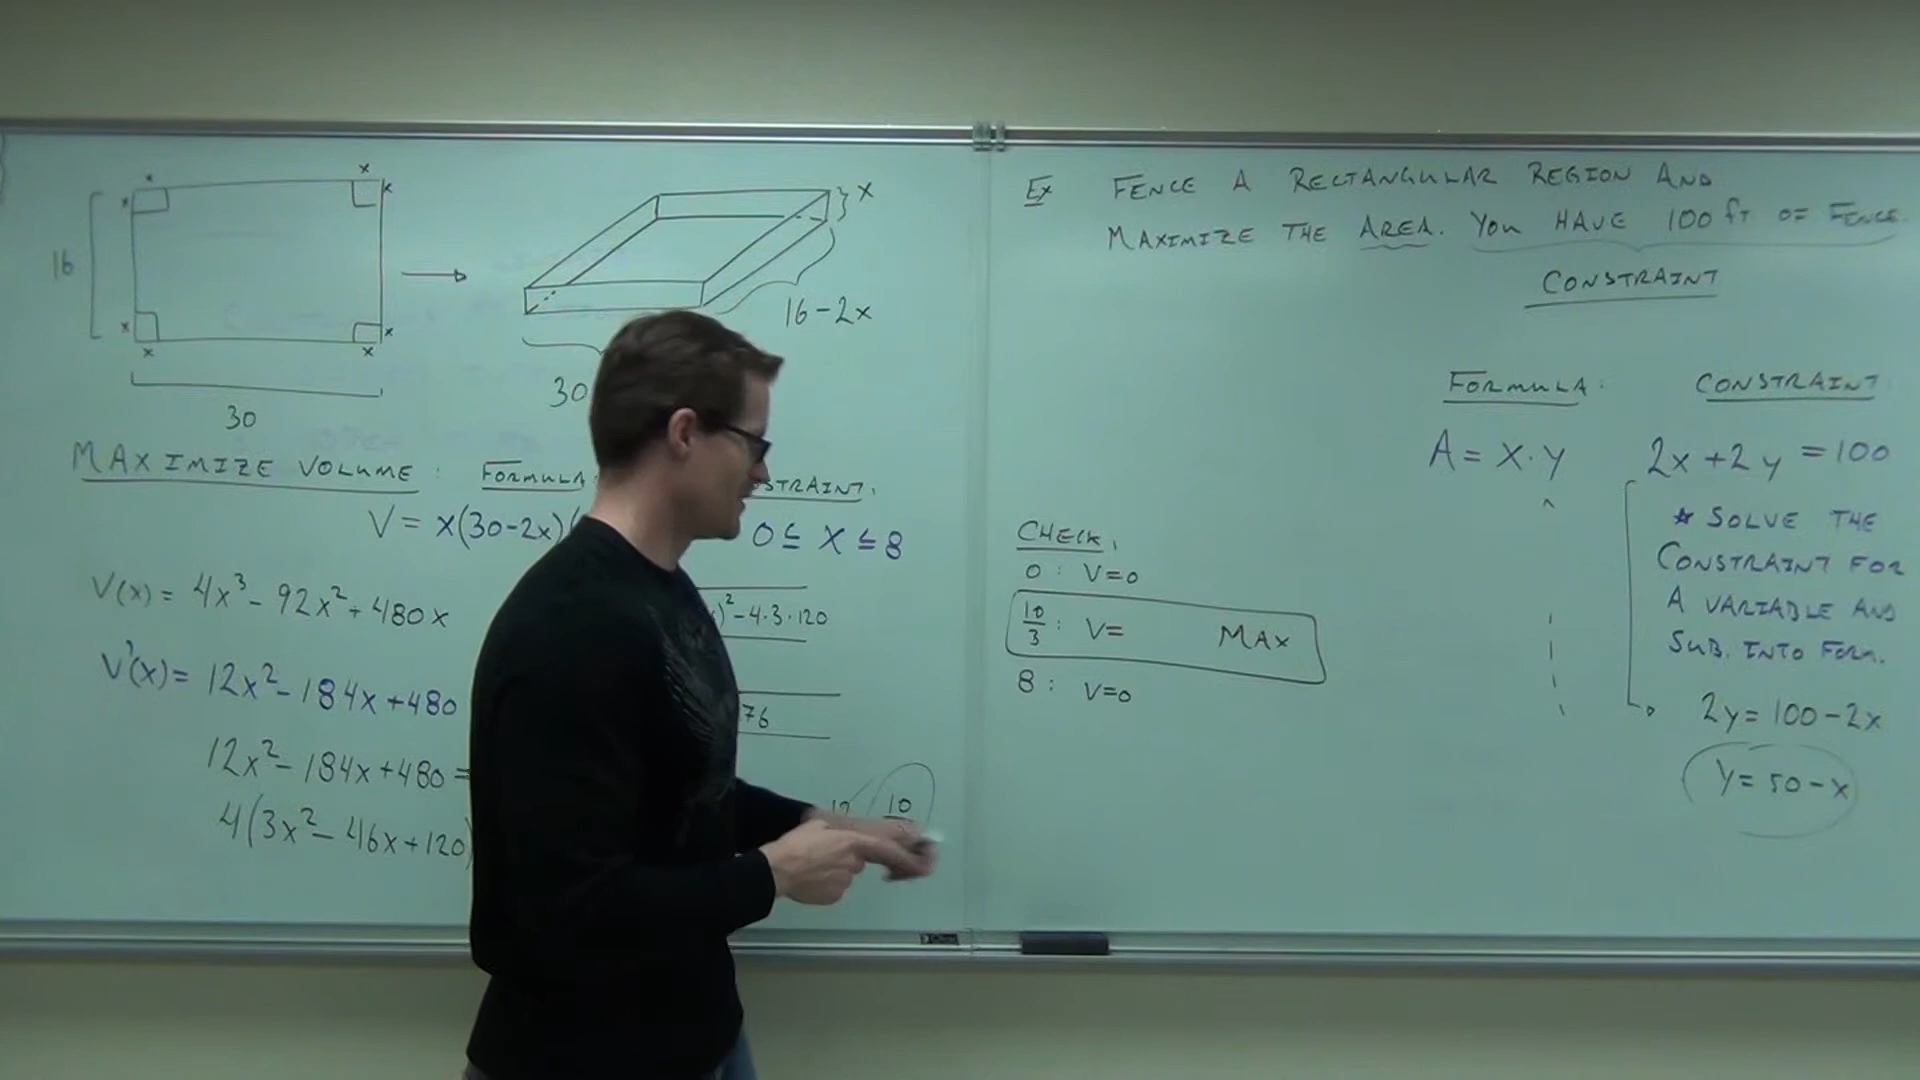 x
x
x
x
16
x
x
x
x
30
x
16-2x
30
MAXIMIZE VOLUME:
FORMULA
STRAINT.
V = x(30-2x)(
0 ≤ X ≤ 8
V(x) = 4x³ - 92x² + 480x
V'(x) = 12x² - 184x + 480
12x² - 184x + 480 =
4(3x² - 46x + 120)
)² - 4·3·120
76
12
10
CHECK.
0 : V=0
10/3 : V= MAX
8 : V=0
Ex FENCE A RECTANGULAR REGION AND
MAXIMIZE THE AREA. YOU HAVE 100 ft OF FENCE.
CONSTRAINT
FORMULA:
A = X·Y
CONSTRAINT
2x + 2y = 100
* SOLVE THE
CONSTRAINT FOR
A VARIABLE AND
SUB. INTO FORM.
2y = 100 - 2x
y = 50 - x